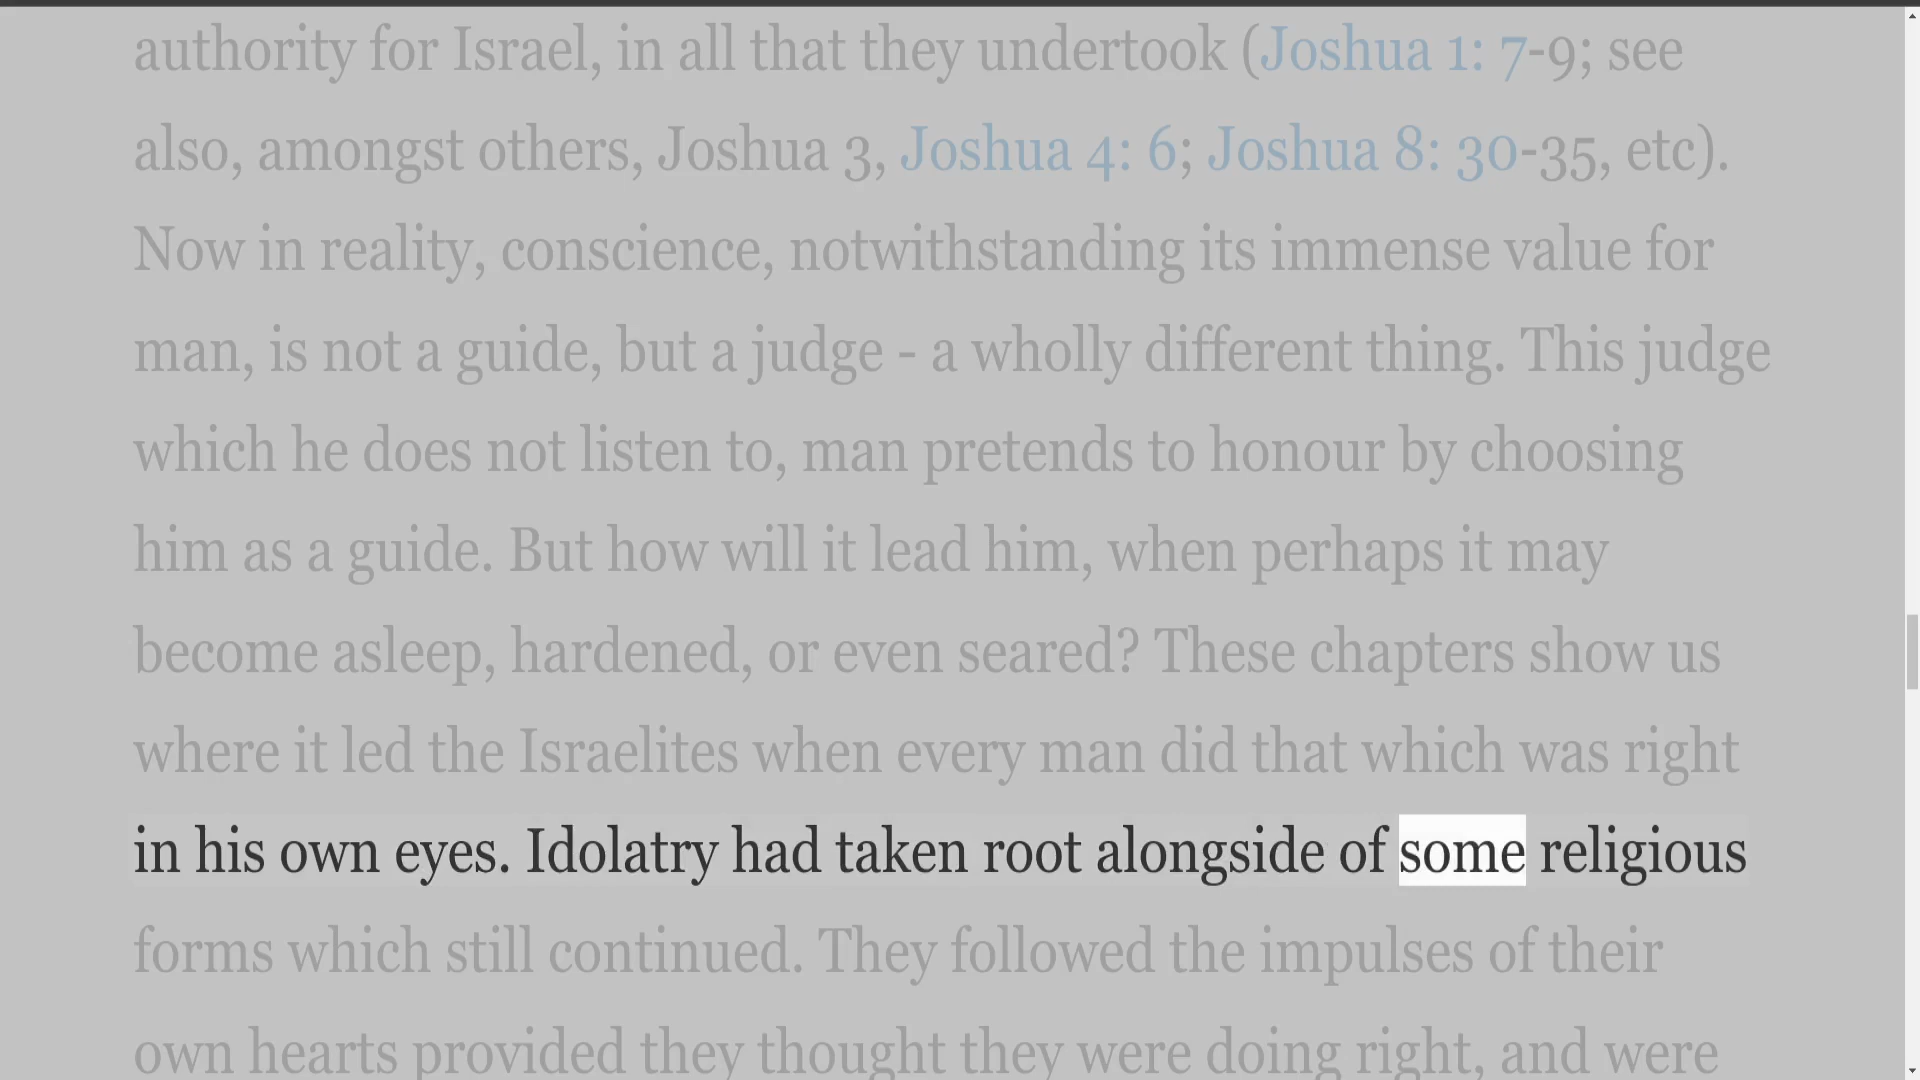 authority for Israel, in all that they undertook (Joshua 1: 7-9; see
also, amongst others, Joshua 3, Joshua 4: 6; Joshua 8: 30-35, etc).
Now in reality, conscience, notwithstanding its immense value for
man, is not a guide, but a judge - a wholly different thing. This judge
which he does not listen to, man pretends to honour by choosing
him as a guide. But how will it lead him, when perhaps it may
become asleep, hardened, or even seared? These chapters show us
where it led the Israelites when every man did that which was right
in his own eyes. Idolatry had taken root alongside of some religious
forms which still continued. They followed the impulses of their
own hearts provided they thought they were doing right, and were